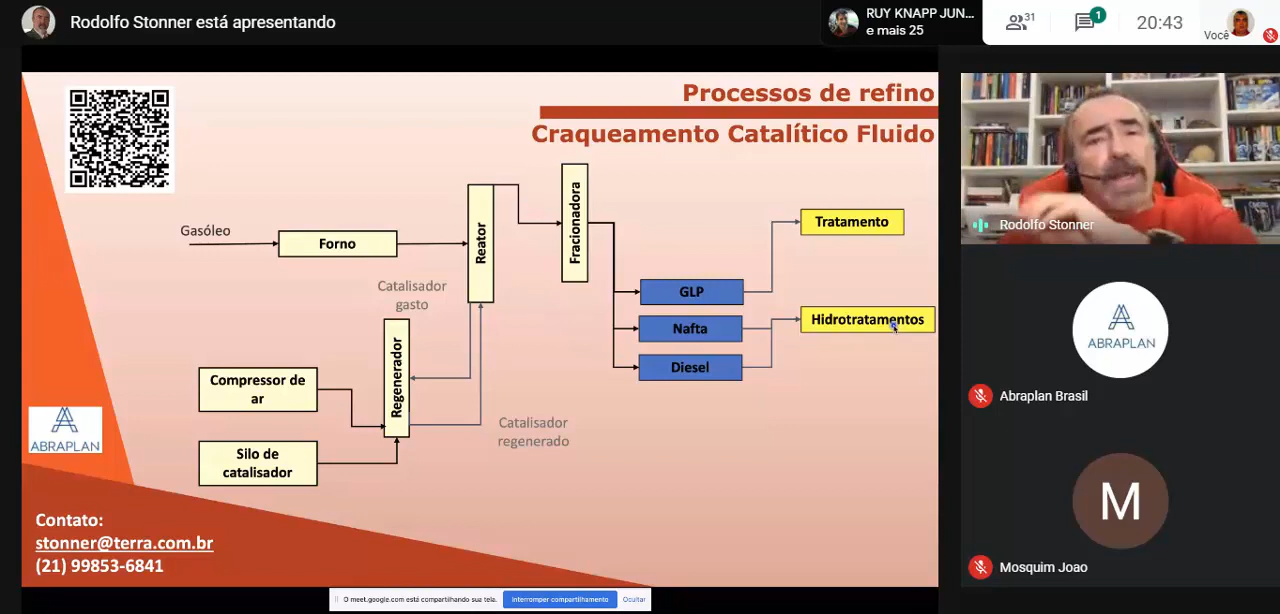 Rodolfo Stonner está apresentando
RUY KNAPP JUN...
e mais 25
31
1
20:43
Você
Processos de refino
Craqueamento Catalítico Fluido
Gasóleo
Forno
Reator
Fracionadora
Tratamento
GLP
Nafta
Diesel
Hidrotratamentos
Catalisador
gasto
Regenerador
Compressor de
ar
Silo de
catalisador
Catalisador
regenerado
ABRAPLAN
Contato:
stonner@terra.com.br
(21) 99853-6841
Rodolfo Stonner
ABRAPLAN
Abraplan Brasil
M
Mosquim Joao
O meet.google.com está compartilhando sua tela.
Interromper compartilhamento
Ocultar